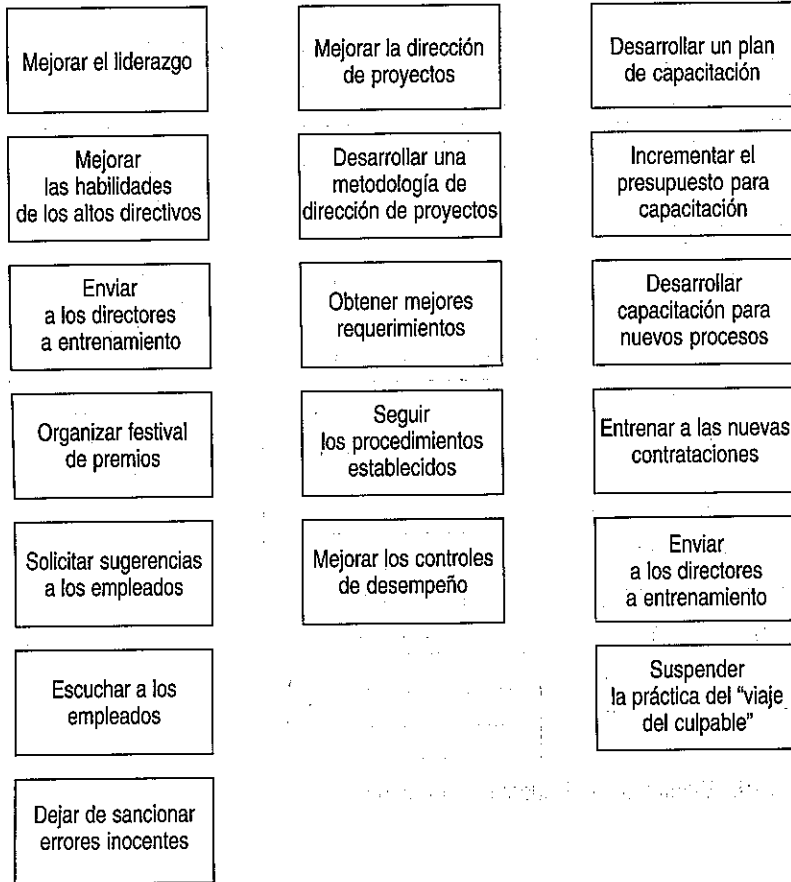 Mejorar el liderazgo
Mejorar
las habilidades
de los altos directivos
Enviar
a los directores
a entrenamiento
Organizar festival
de premios
Solicitar sugerencias
a los empleados
Escuchar a los
empleados
Dejar de sancionar
errores inocentes
Mejorar la dirección
de proyectos
Desarrollar una
metodología de
dirección de proyectos
Obtener mejores
requerimientos
Seguir
los procedimientos
establecidos
Mejorar los controles
de desempeño
Desarrollar un plan
de capacitación
Incrementar el
presupuesto para
capacitación
Desarrollar
capacitación para
nuevos procesos
Entrenar a las nuevas
contrataciones
Enviar
a los directores
a entrenamiento
Suspender
la práctica del "viaje
del culpable"